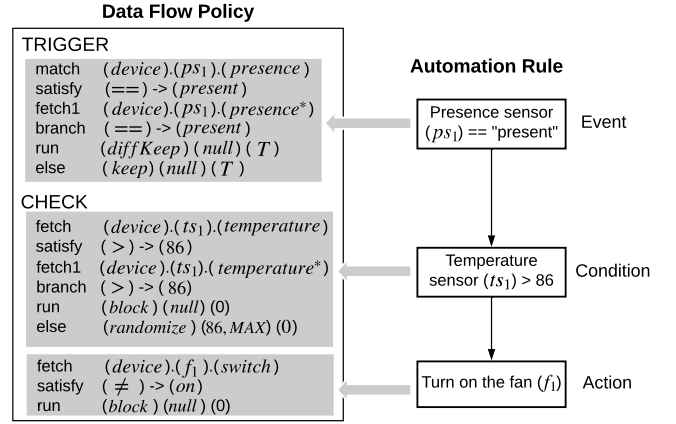 Data Flow Policy
TRIGGER
match (device).(ps₁).(presence)
satisfy (==) -> (present)
fetch1 (device).(ps₁).(presence*)
branch (==) -> (present)
run (diffKeep) (null) (T)
else (keep) (null) (T)
CHECK
fetch (device).(ts₁).(temperature)
satisfy (>) -> (86)
fetch1 (device).(ts₁).(temperature*)
branch (>) -> (86)
run (block) (null) (0)
else (randomize) (86, MAX) (0)
fetch (device).(f₁).(switch)
satisfy (≠) -> (on)
run (block) (null) (0)
Automation Rule
Presence sensor
(ps₁) == "present"
Event
Temperature
sensor (ts₁) > 86
Condition
Turn on the fan (f₁)
Action